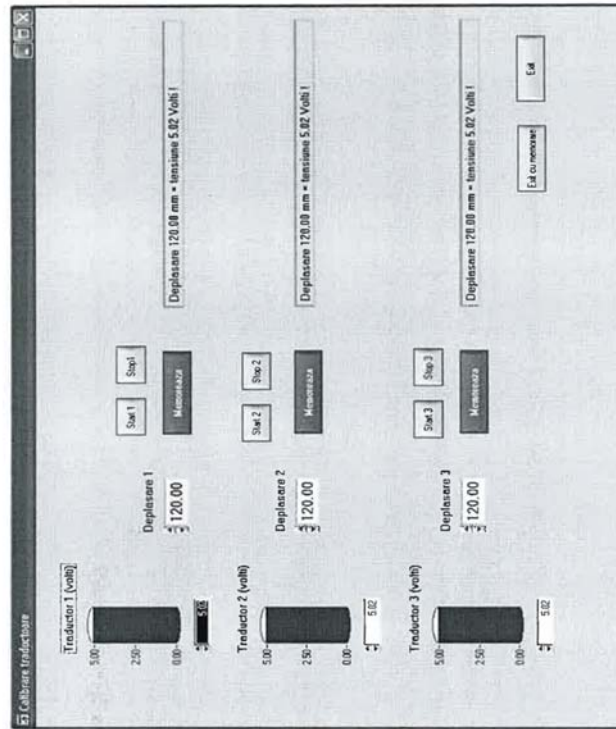 Calibrare traductoare
Traductor 1 (volti)
5.00
2.50
0.00
5.02
Deplasare 1
120.00
Start 1
Stop1
Memoreaza
Deplasare 120.00 mm = tensiune 5.02 Volti !
Traductor 2 (volti)
5.00
2.50
0.00
5.02
Deplasare 2
120.00
Start 2
Stop 2
Memoreaza
Deplasare 120.00 mm = tensiune 5.02 Volti !
Traductor 3 (volti)
5.00
2.50
0.00
5.02
Deplasare 3
120.00
Start 3
Stop 3
Memoreaza
Deplasare 120.00 mm = tensiune 5.02 Volti !
Exit cu memorare
Exit